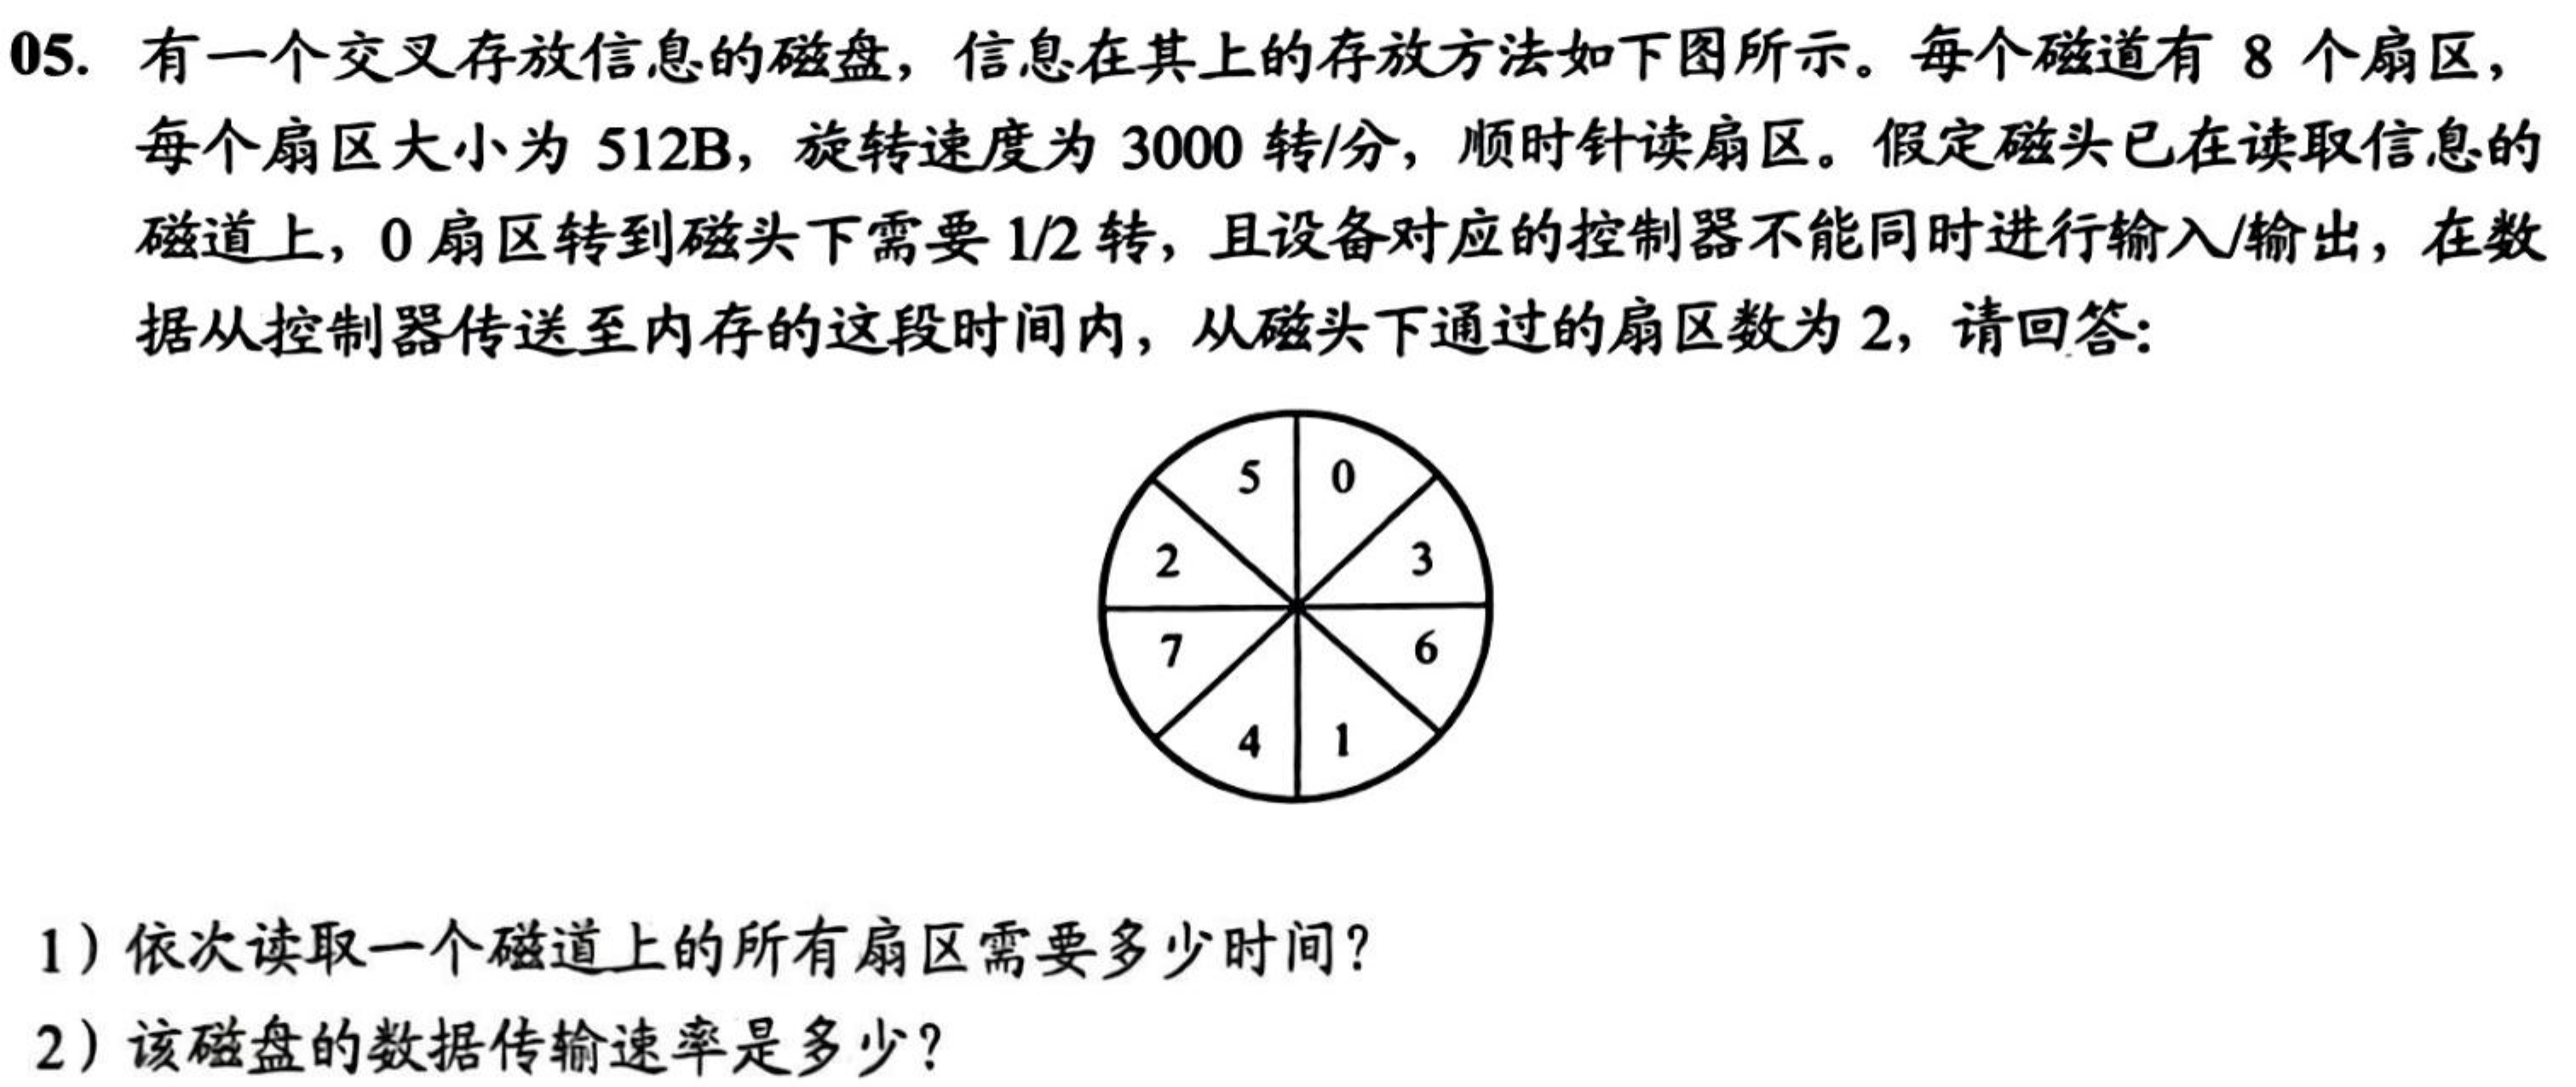 05. 有一个交叉存放信息的磁盘，信息在其上的存放方法如下图所示。每个磁道有 8 个扇区，
每个扇区大小为 512B，旋转速度为 3000 转/分，顺时针读扇区。假定磁头已在读取信息的
磁道上，0 扇区转到磁头下需要 1/2 转，且设备对应的控制器不能同时进行输入/输出，在数
据从控制器传送至内存的这段时间内，从磁头下通过的扇区数为 2，请回答：
5 0
2 3
7 6
4 1
1）依次读取一个磁道上的所有扇区需要多少时间？
2）该磁盘的数据传输速率是多少？